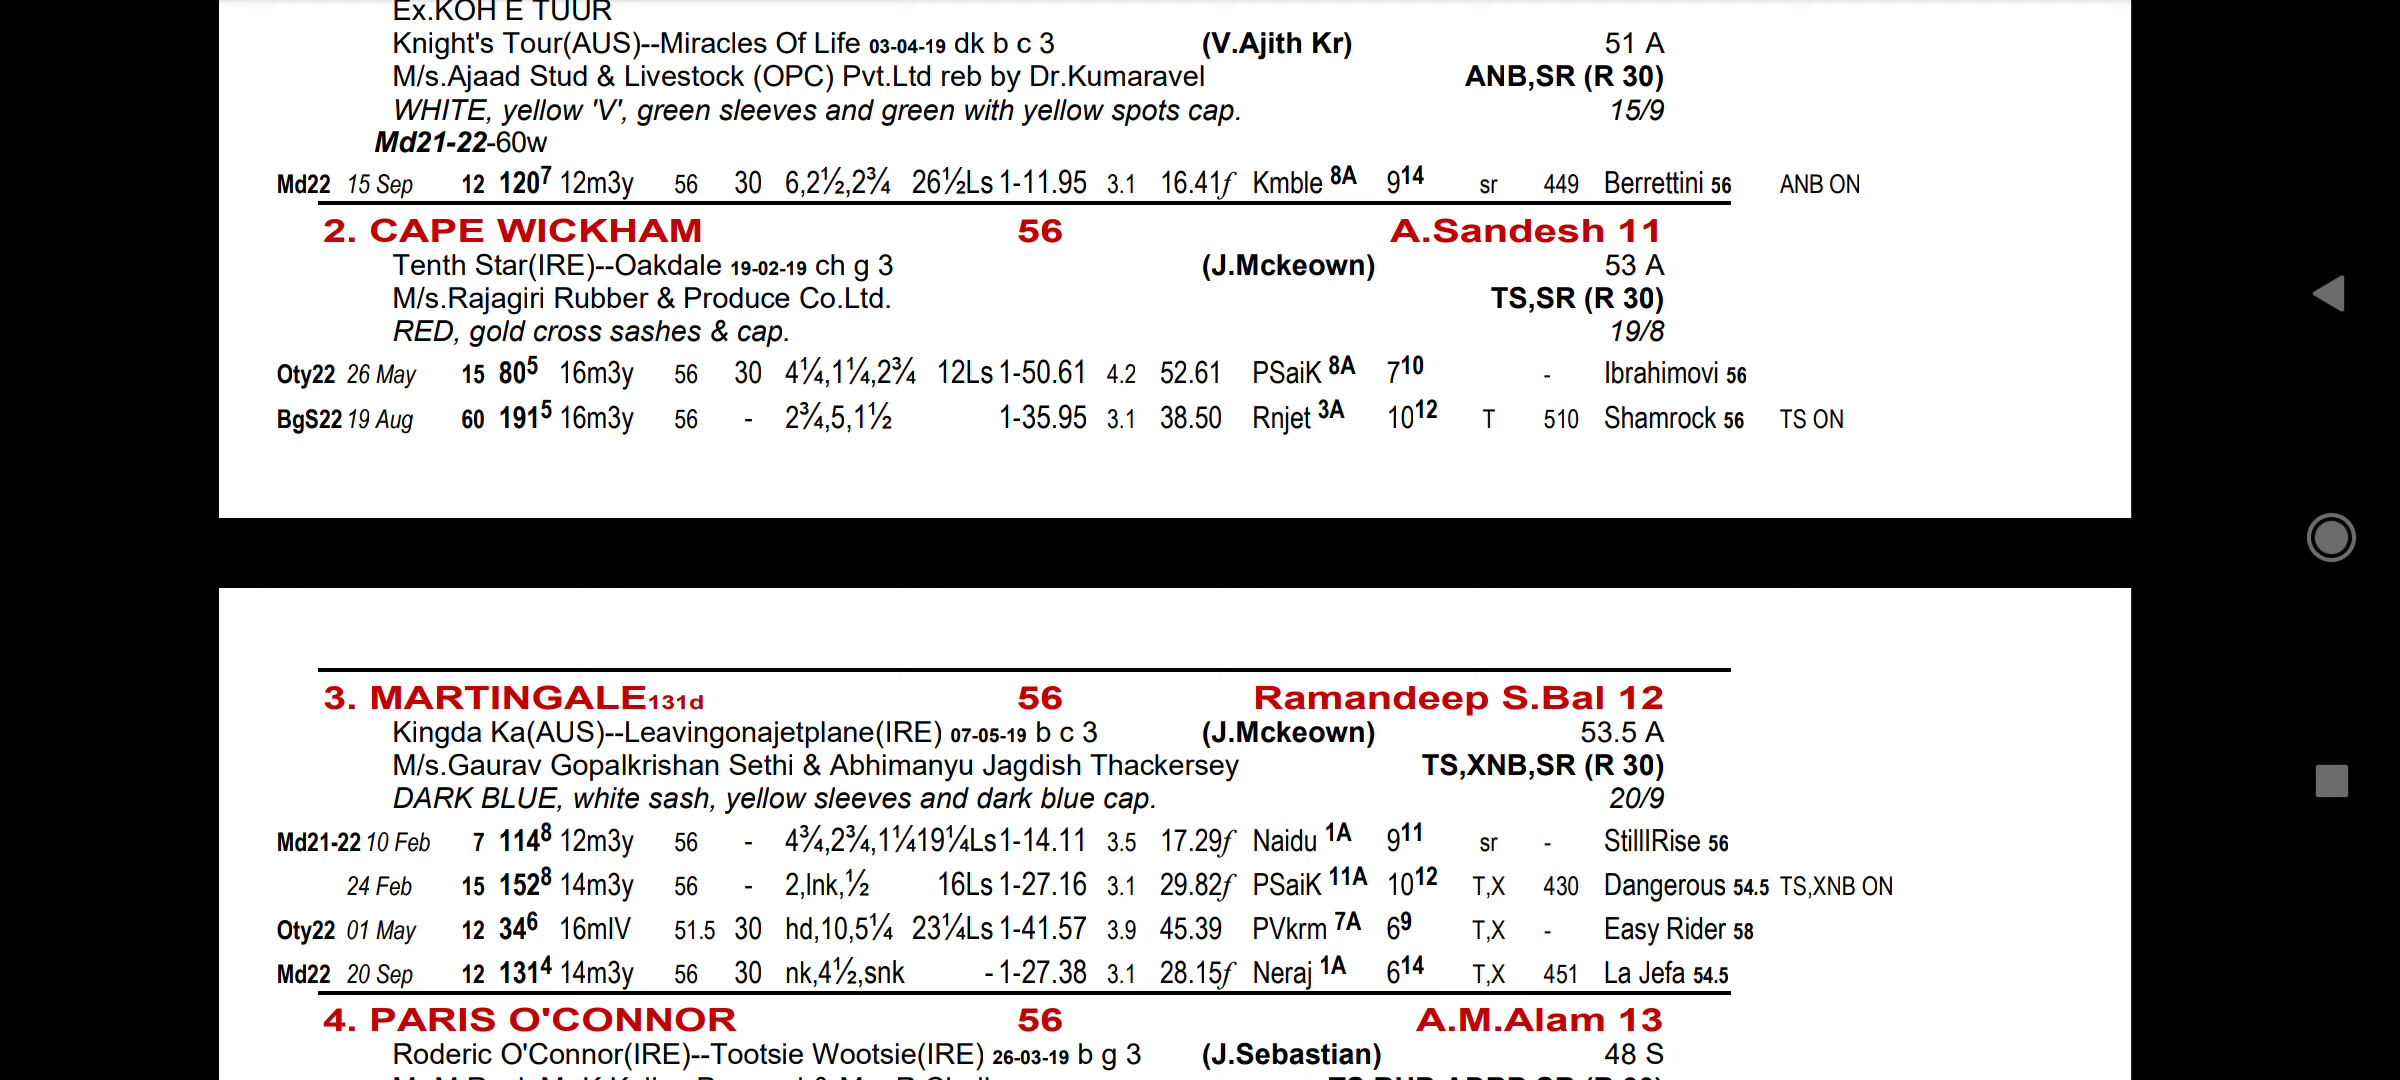 Ex.KOH E TUUR
Knight's Tour(AUS)--Miracles Of Life 03-04-19 dk b c 3 (V.Ajith Kr) 51 A
M/s.Ajaad Stud & Livestock (OPC) Pvt.Ltd reb by Dr.Kumaravel ANB,SR (R 30)
WHITE, yellow 'V', green sleeves and green with yellow spots cap. 15/9
Md21-22-60w
Md22 15 Sep 12 120⁷ 12m3y 56 30 6,2½,2¾ 26½Ls 1-11.95 3.1 16.41f Kmble 8A 9¹⁴ sr 449 Berrettini 56 ANB ON
2. CAPE WICKHAM 56 A.Sandesh 11
Tenth Star(IRE)--Oakdale 19-02-19 ch g 3 (J.Mckeown) 53 A
M/s.Rajagiri Rubber & Produce Co.Ltd. TS,SR (R 30)
RED, gold cross sashes & cap. 19/8
Oty22 26 May 15 80⁵ 16m3y 56 30 4¼,1¼,2¾ 12Ls 1-50.61 4.2 52.61 PSaiK 8A 7¹⁰ - Ibrahimovi 56
BgS22 19 Aug 60 191⁵ 16m3y 56 - 2¾,5,1½ 1-35.95 3.1 38.50 Rnjet 3A 10¹² T 510 Shamrock 56 TS ON
3. MARTINGALE131d 56 Ramandeep S.Bal 12
Kingda Ka(AUS)--Leavingonajetplane(IRE) 07-05-19 b c 3 (J.Mckeown) 53.5 A
M/s.Gaurav Gopalkrishan Sethi & Abhimanyu Jagdish Thackersey TS,XNB,SR (R 30)
DARK BLUE, white sash, yellow sleeves and dark blue cap. 20/9
Md21-22 10 Feb 7 114⁸ 12m3y 56 - 4¾,2¾,1¼19¼Ls 1-14.11 3.5 17.29f Naidu 1A 9¹¹ sr - StillIRise 56
24 Feb 15 152⁸ 14m3y 56 - 2,lnk,½ 16Ls 1-27.16 3.1 29.82f PSaiK 11A 10¹² T,X 430 Dangerous 54.5 TS,XNB ON
Oty22 01 May 12 34⁶ 16mIV 51.5 30 hd,10,5¼ 23¼Ls 1-41.57 3.9 45.39 PVkrm 7A 6⁹ T,X - Easy Rider 58
Md22 20 Sep 12 131⁴ 14m3y 56 30 nk,4½,snk - 1-27.38 3.1 28.15f Neraj 1A 6¹⁴ T,X 451 La Jefa 54.5
4. PARIS O'CONNOR 56 A.M.Alam 13
Roderic O'Connor(IRE)--Tootsie Wootsie(IRE) 26-03-19 b g 3 (J.Sebastian) 48 S